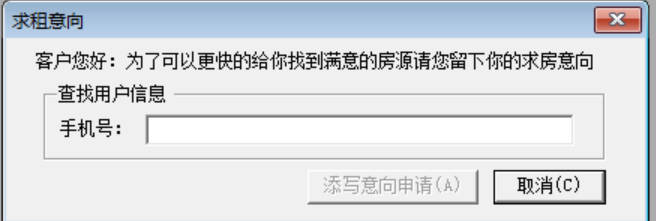 求租意向
客户您好：为了可以更快的给你找到满意的房源请您留下你的求房意向
查找用户信息
手机号：
添写意向申请(A)
取消(C)